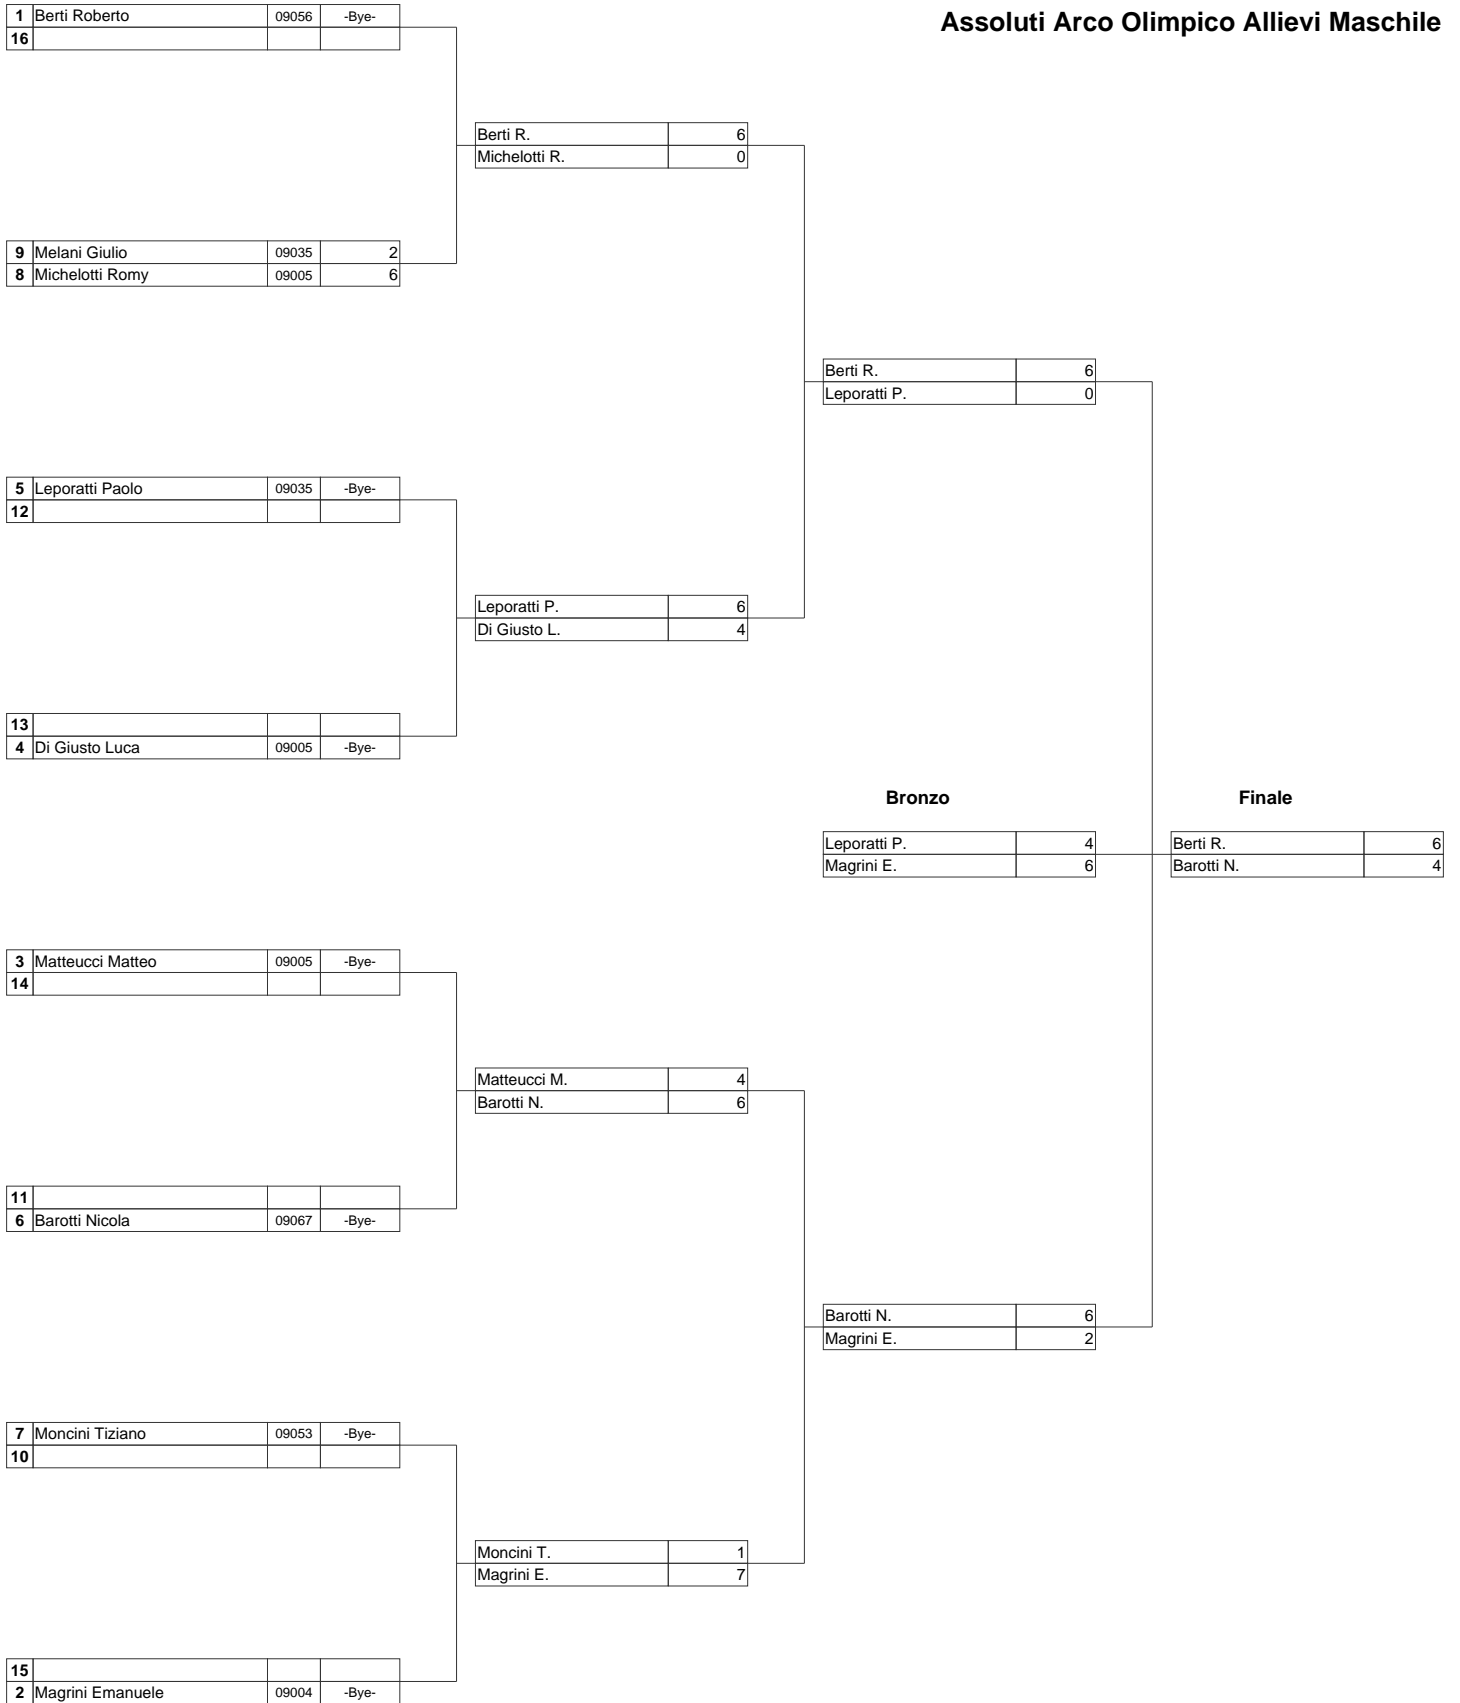 Assoluti Arco Olimpico Allievi Maschile
1 Berti Roberto 09056 -Bye-
16
Berti R. 6
Michelotti R. 0
9 Melani Giulio 09035 2
8 Michelotti Romy 09005 6
Berti R. 6
Leporatti P. 0
5 Leporatti Paolo 09035 -Bye-
12
Leporatti P. 6
Di Giusto L. 4
13
4 Di Giusto Luca 09005 -Bye-
Bronzo Finale
Leporatti P. 4 Berti R. 6
Magrini E. 6 Barotti N. 4
3 Matteucci Matteo 09005 -Bye-
14
Matteucci M. 4
Barotti N. 6
11
6 Barotti Nicola 09067 -Bye-
Barotti N. 6
Magrini E. 2
7 Moncini Tiziano 09053 -Bye-
10
Moncini T. 1
Magrini E. 7
15
2 Magrini Emanuele 09004 -Bye-